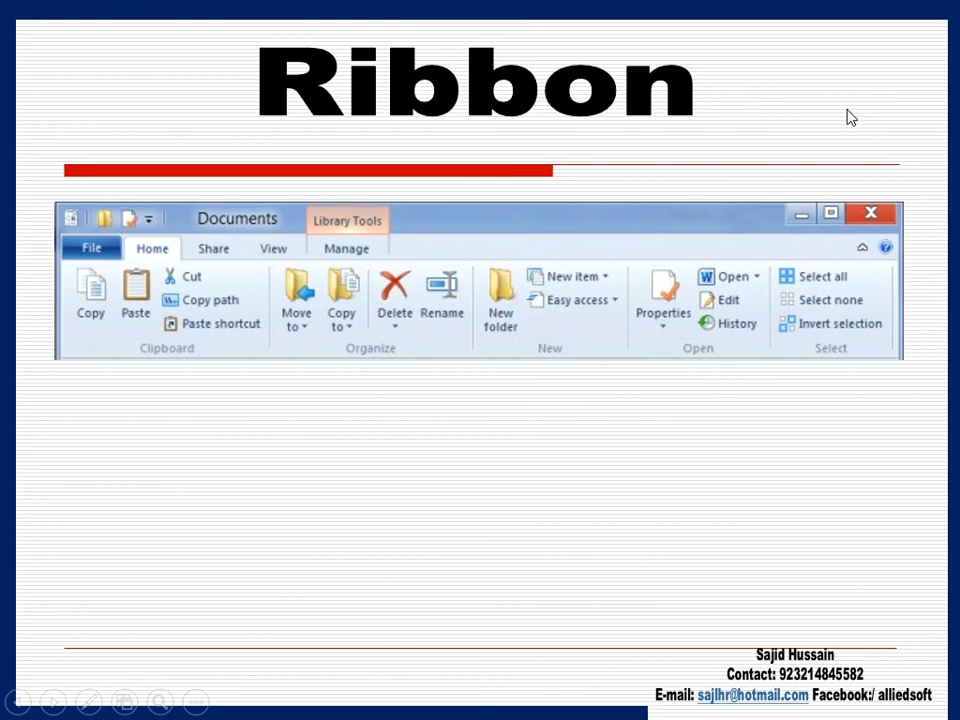 Ribbon
Documents Library Tools
File Home Share View Manage
Copy
Paste
Cut
Copy path
Paste shortcut
Clipboard
Move to
Copy to
Delete
Rename
Organize
New folder
New item
Easy access
New
Properties
Open
Edit
History
Open
Select all
Select none
Invert selection
Select
Sajid Hussain
Contact: 923214845582
E-mail: sajlhr@hotmail.com Facebook:/ alliedsoft